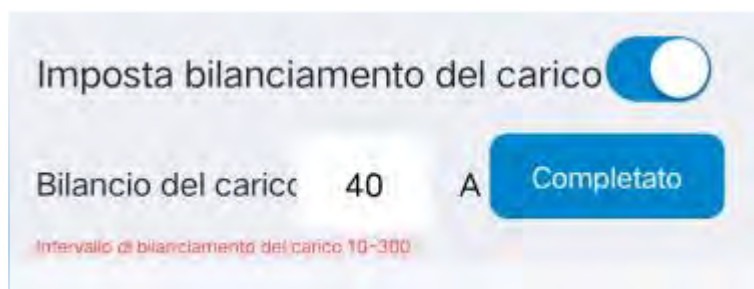 Imposta bilanciamento del carico
Bilancio del caricc 40 A Completato
Intervallo di bilanciamento del carico 10-300